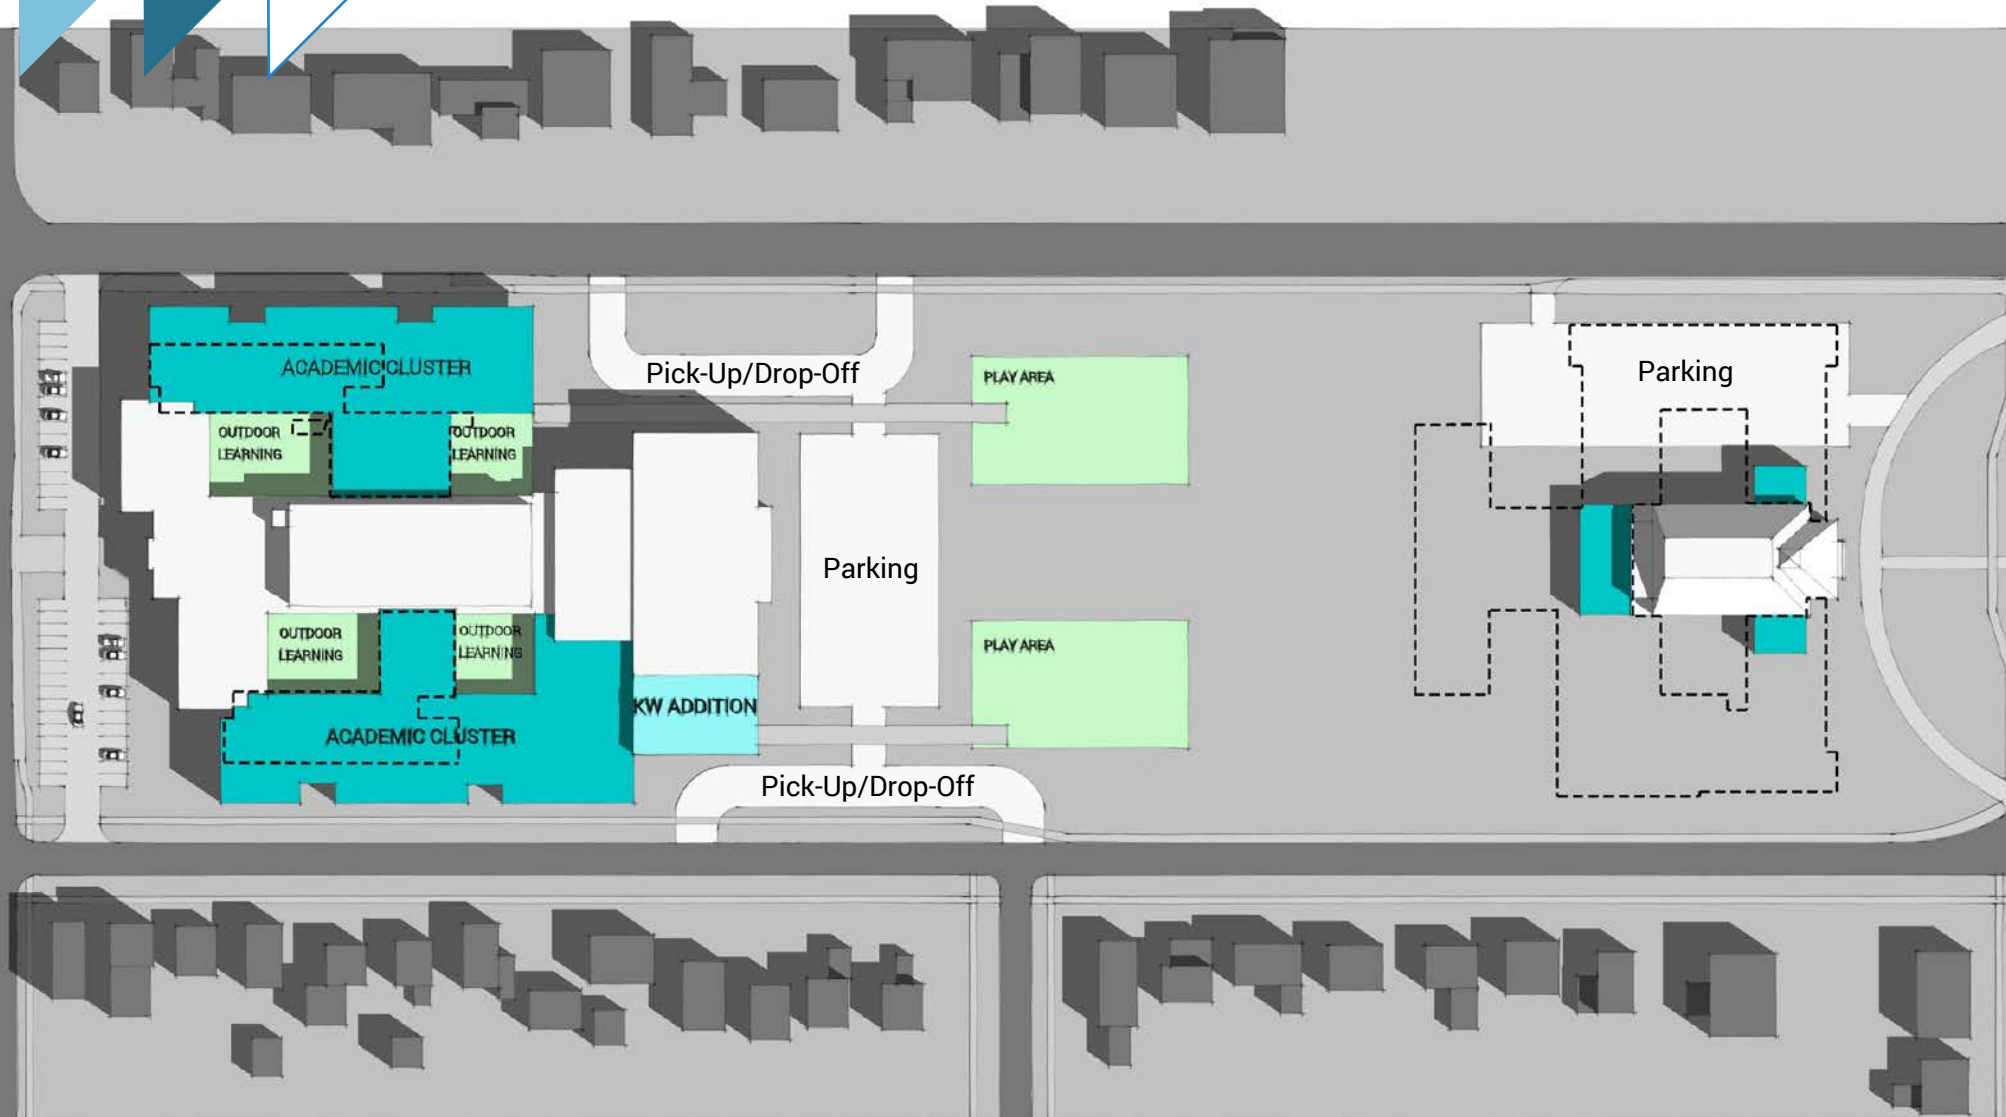 Pick-Up/Drop-Off
Parking
ACADEMIC CLUSTER
PLAY AREA
OUTDOOR
LEARNING
OUTDOOR
LEARNING
Parking
OUTDOOR
LEARNING
OUTDOOR
LEARNING
PLAY AREA
KW ADDITION
ACADEMIC CLUSTER
Pick-Up/Drop-Off